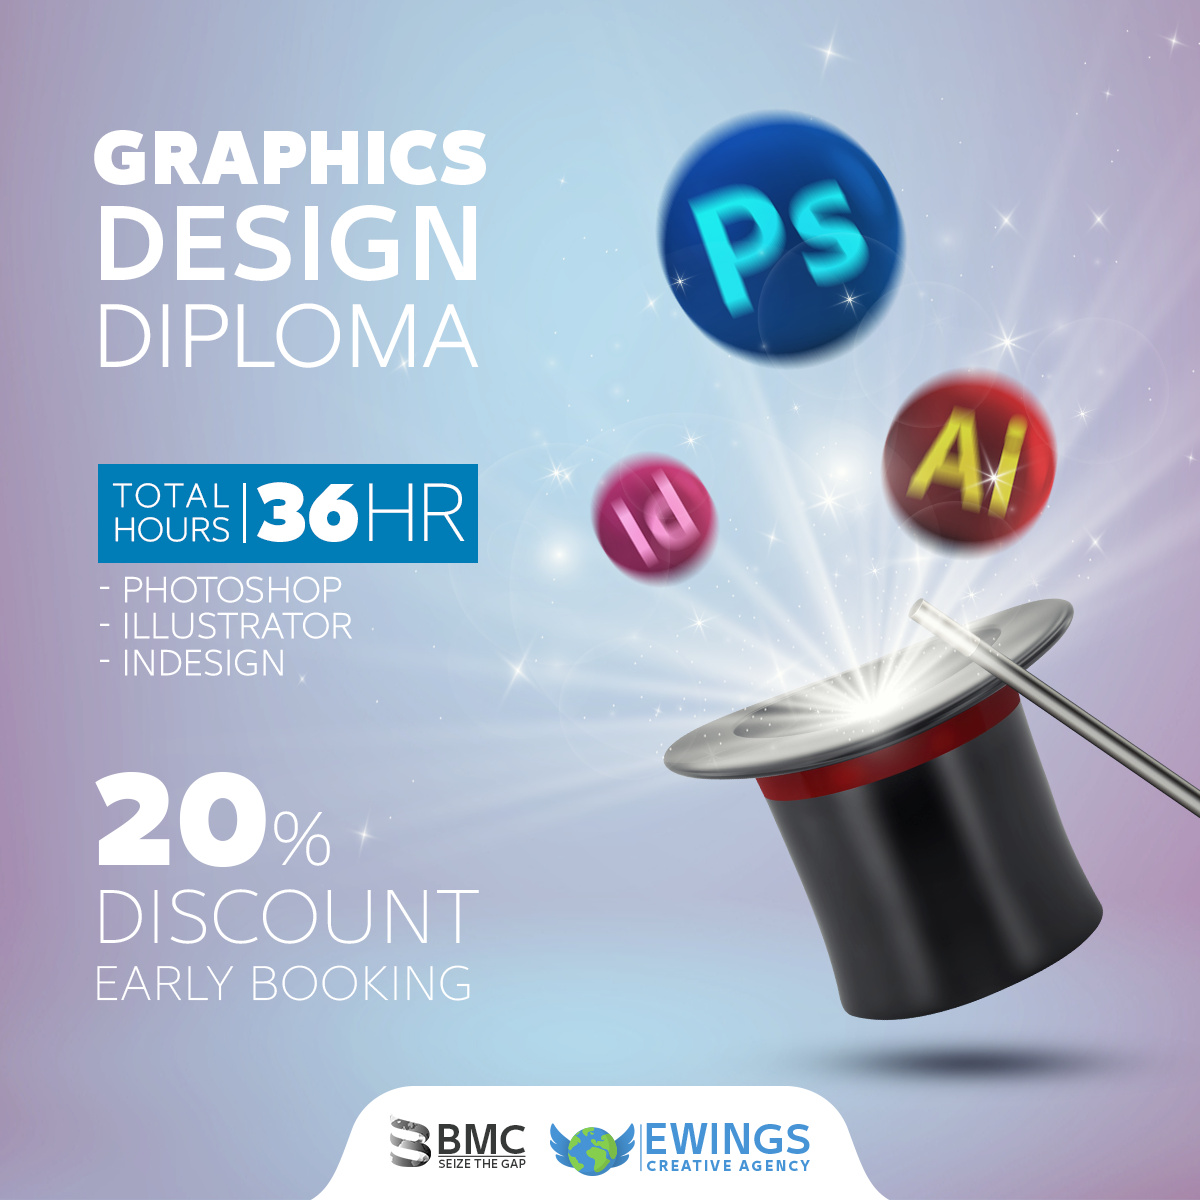 GRAPHICS
DESIGN
DIPLOMA
TOTAL
HOURS
36HR
- PHOTOSHOP
- ILLUSTRATOR
- INDESIGN
20%
DISCOUNT
EARLY BOOKING
Ps
AI
Id
BMC
SEIZE THE GAP
EWINGS
CREATIVE AGENCY